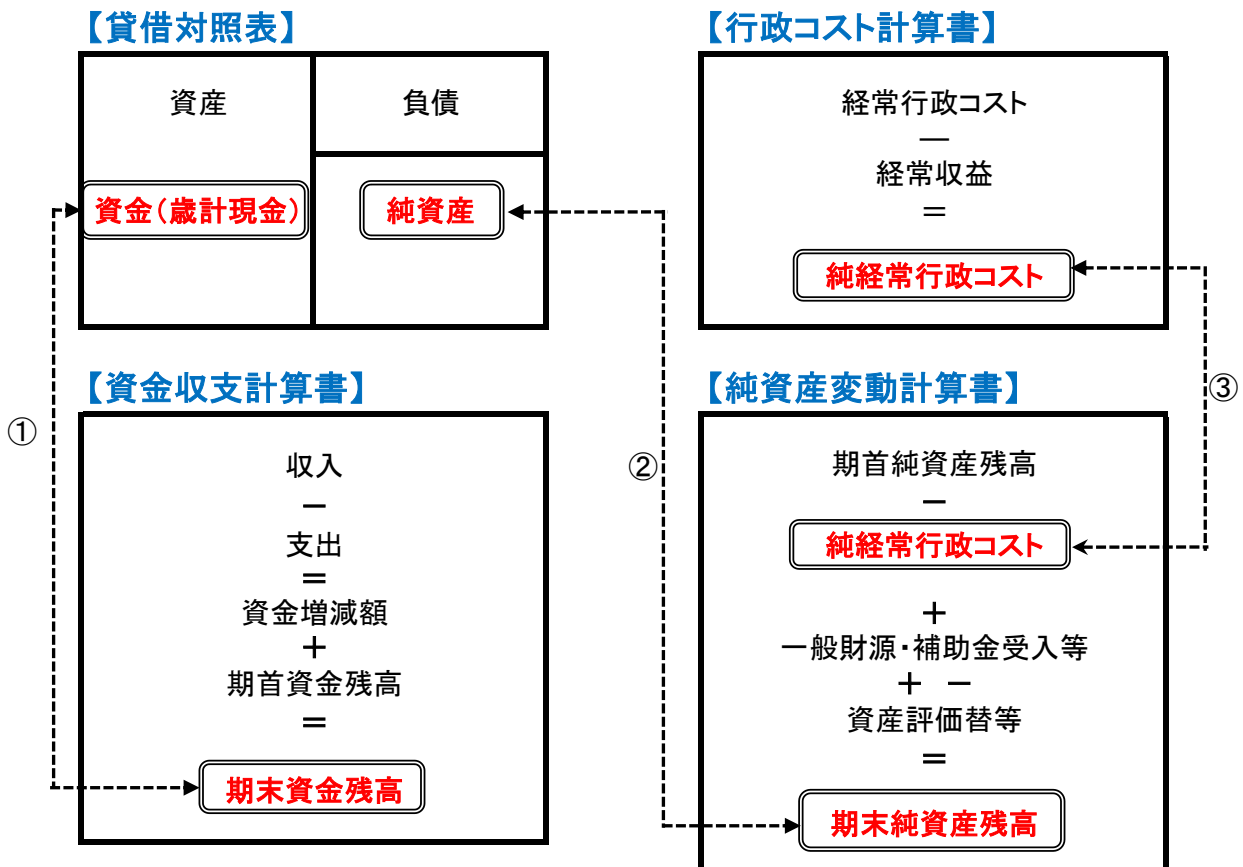 【貸借対照表】
資産
負債
資金(歳計現金)
純資産
【行政コスト計算書】
経常行政コスト
―
経常収益
=
純経常行政コスト
①
②
③
【資金収支計算書】
収入
-
支出
=
資金増減額
+
期首資金残高
=
期末資金残高
【純資産変動計算書】
期首純資産残高
-
純経常行政コスト
+
一般財源・補助金受入等
+ -
資産評価替等
=
期末純資産残高